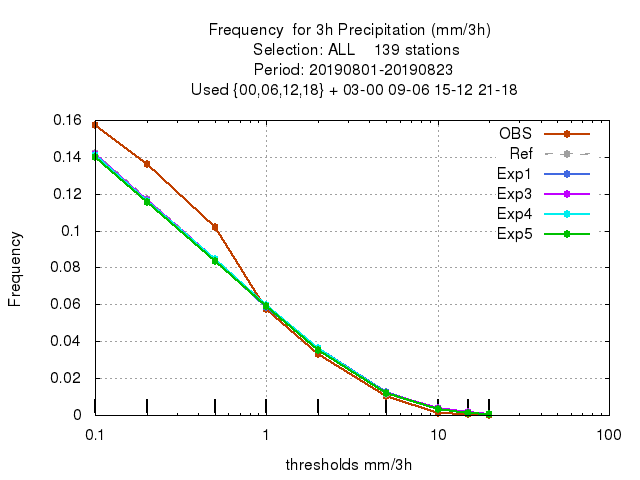 Frequency  for 3h Precipitation (mm/3h)
Selection: ALL    139 stations
Period: 20190801-20190823
Used {00,06,12,18} + 03-00 09-06 15-12 21-18
0.16
0.14
0.12
0.1
0.08
0.06
0.04
0.02
0
Frequency
OBS
Ref
Exp1
Exp3
Exp4
Exp5
0.1 1 10 100
thresholds mm/3h